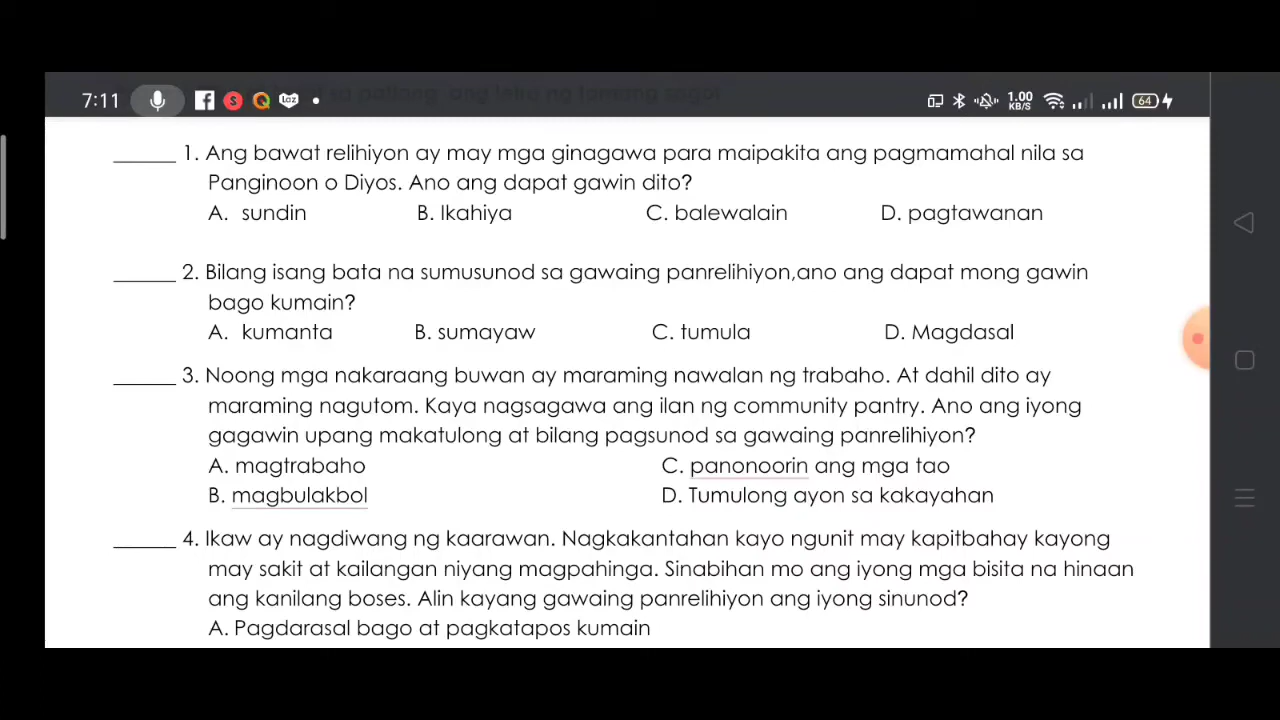 7:11
1.00
KB/S
64
_____ 1. Ang bawat relihiyon ay may mga ginagawa para maipakita ang pagmamahal nila sa
Panginoon o Diyos. Ano ang dapat gawin dito?
A. sundin B. Ikahiya C. balewalain D. pagtawanan
_____ 2. Bilang isang bata na sumusunod sa gawaing panrelihiyon,ano ang dapat mong gawin
bago kumain?
A. kumanta B. sumayaw C. tumula D. Magdasal
_____ 3. Noong mga nakaraang buwan ay maraming nawalan ng trabaho. At dahil dito ay
maraming nagutom. Kaya nagsagawa ang ilan ng community pantry. Ano ang iyong
gagawin upang makatulong at bilang pagsunod sa gawaing panrelihiyon?
A. magtrabaho C. panonoorin ang mga tao
B. magbulakbol D. Tumulong ayon sa kakayahan
_____ 4. Ikaw ay nagdiwang ng kaarawan. Nagkakantahan kayo ngunit may kapitbahay kayong
may sakit at kailangan niyang magpahinga. Sinabihan mo ang iyong mga bisita na hinaan
ang kanilang boses. Alin kayang gawaing panrelihiyon ang iyong sinunod?
A. Pagdarasal bago at pagkatapos kumain